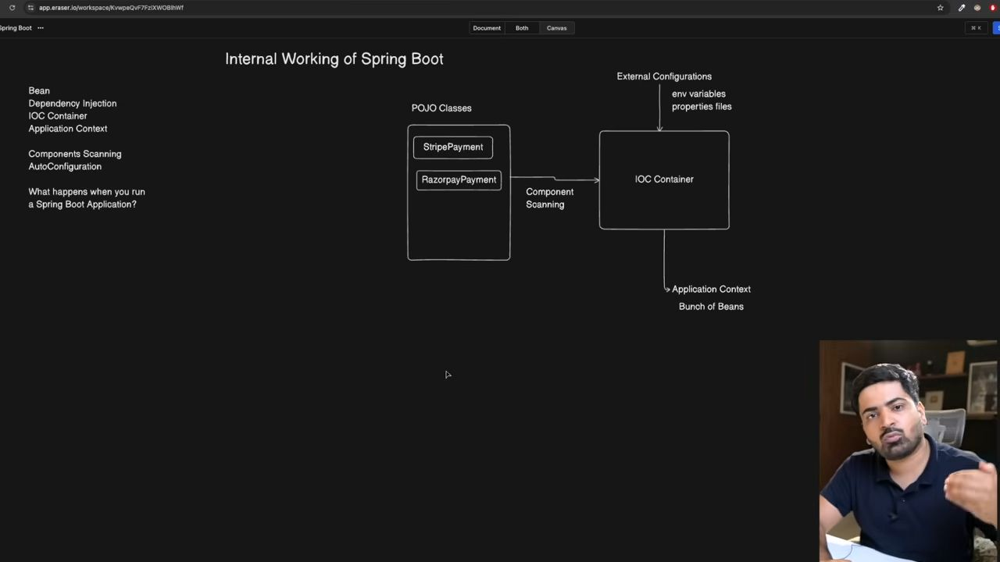 app.eraser.io/workspace/KvwpeQvF7FzIXWOBIhWf
Spring Boot ...
Document
Both
Canvas
⌘ K
Internal Working of Spring Boot
Bean
Dependency Injection
IOC Container
Application Context
Components Scanning
AutoConfiguration
What happens when you run
a Spring Boot Application?
POJO Classes
StripePayment
RazorpayPayment
Component
Scanning
External Configurations
env variables
properties files
IOC Container
Application Context
Bunch of Beans